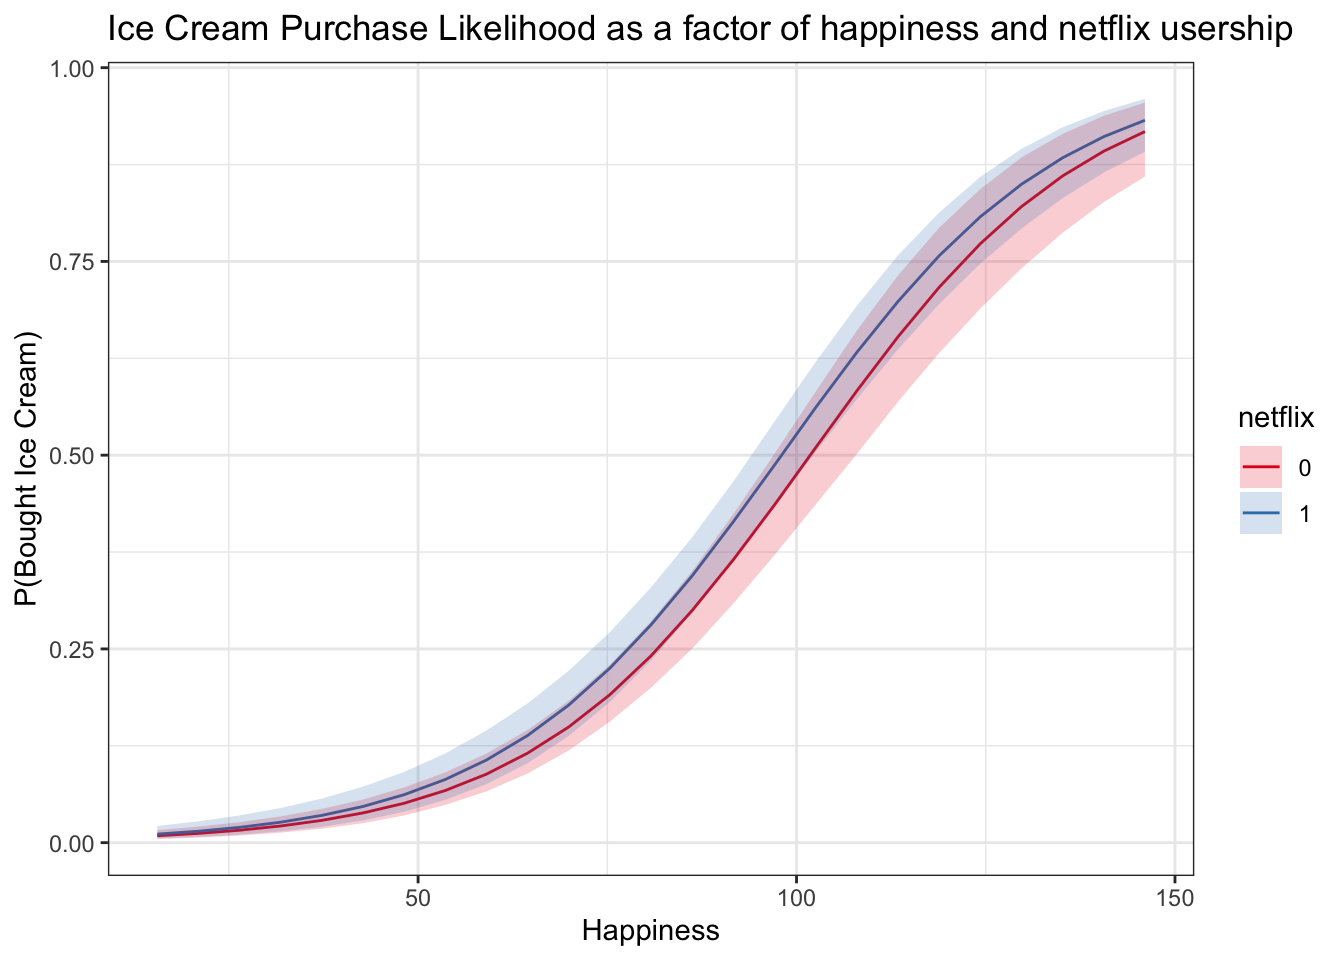 Ice Cream Purchase Likelihood as a factor of happiness and netflix usership
1.00
0.75
0.50
0.25
0.00
P(Bought Ice Cream)
50
100
150
Happiness
netflix
0
1